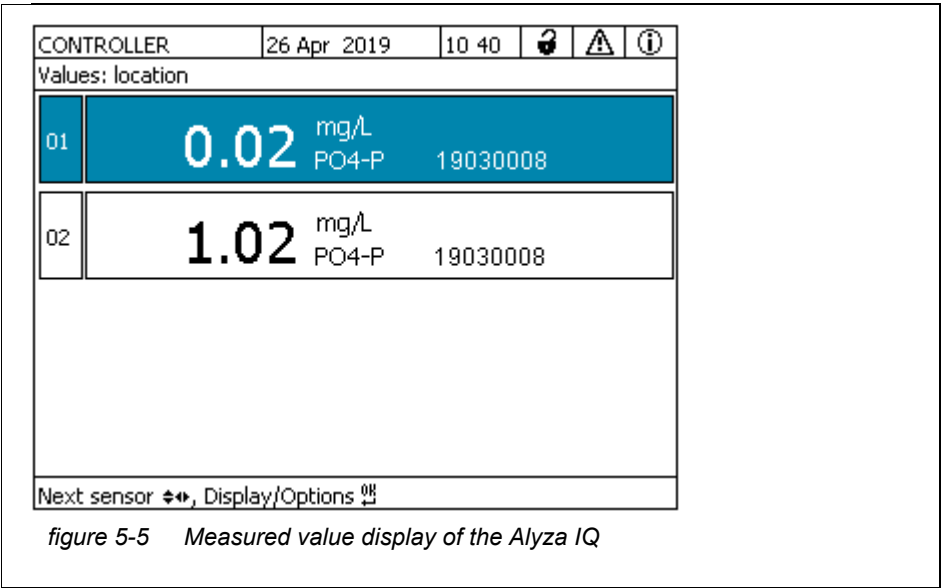 CONTROLLER 26 Apr 2019 10 40
Values: location
01 0.02 mg/L PO4-P 19030008
02 1.02 mg/L PO4-P 19030008
Next sensor, Display/Options OK
figure 5-5 Measured value display of the Alyza IQ